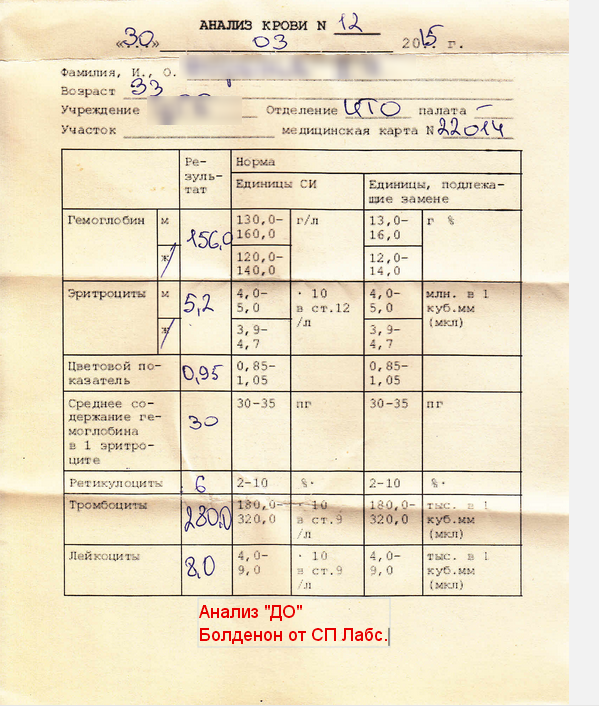 АНАЛИЗ КРОВИ N 12
«30» 03 2015 г.
Фамилия, И., О.
Возраст 33
Учреждение Отделение ЦТО палата –
Участок медицинская карта N 22014
Ре-зуль-тат Норма
Единицы СИ Единицы, подлежа-щие замене
Гемоглобин м 156,0 130,0-160,0 г/л 13,0-16,0 г %
ж 120,0-140,0 12,0-14,0
Эритроциты м 5,2 4,0-5,0 · 10 в ст.12 /л 4,0-5,0 млн. в 1 куб.мм (мкл)
ж 3,9-4,7 3,9-4,7
Цветовой по-казатель 0,95 0,85-1,05 0,85-1,05
Среднее со-держание ге-моглобина в 1 эритро-ците 30 30-35 пг 30-35 пг
Ретикулоциты 6 2-10 %· 2-10 %·
Тромбоциты 280,0 180,0-320,0 · 10 в ст.9 /л 180,0-320,0 тыс. в 1 куб.мм (мкл)
Лейкоциты 8,0 4,0-9,0 · 10 в ст.9 /л 4,0-9,0 тыс. в 1 куб.мм (мкл)
Анализ "ДО"
Болденон от СП Лабс.